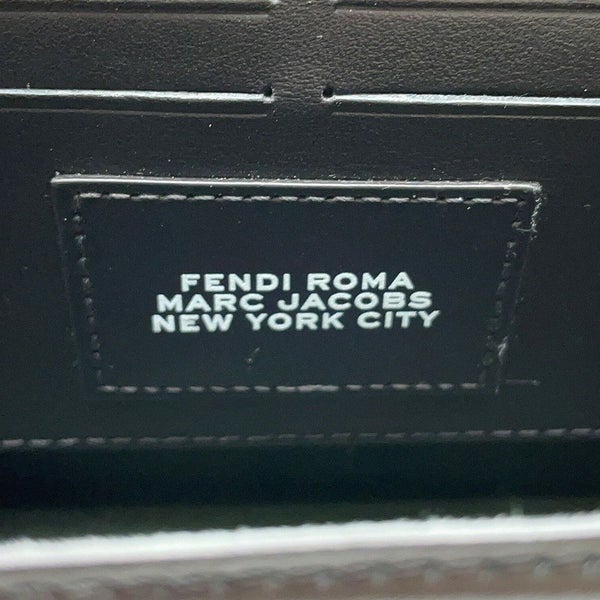 FENDI ROMA
MARC JACOBS
NEW YORK CITY